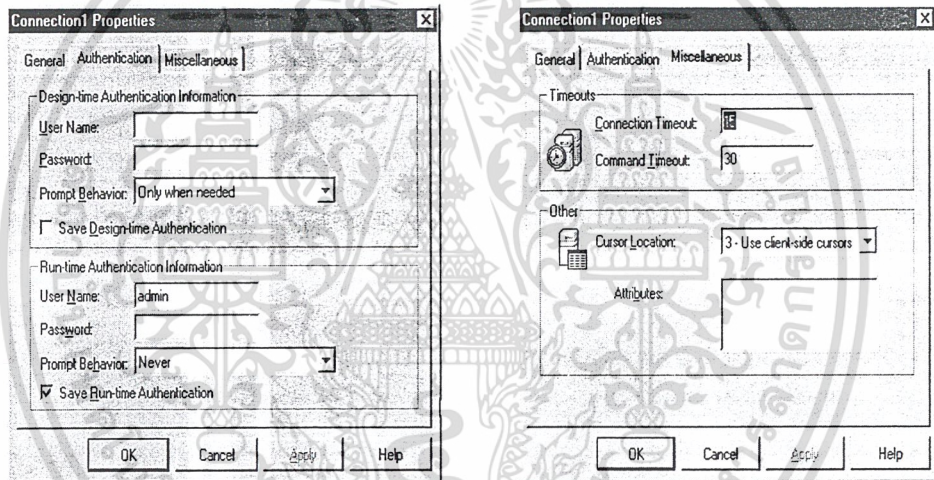 Connection1 Properties
General Authentication Miscellaneous
Design-time Authentication Information
User Name:
Password:
Prompt Behavior: Only when needed
Save Design-time Authentication
Run-time Authentication Information
User Name: admin
Password:
Prompt Behavior: Never
Save Run-time Authentication
OK Cancel Apply Help
Connection1 Properties
General Authentication Miscellaneous
Timeouts
Connection Timeout: 15
Command Timeout: 30
Other
Cursor Location: 3 - Use client-side cursors
Attributes:
OK Cancel Apply Help